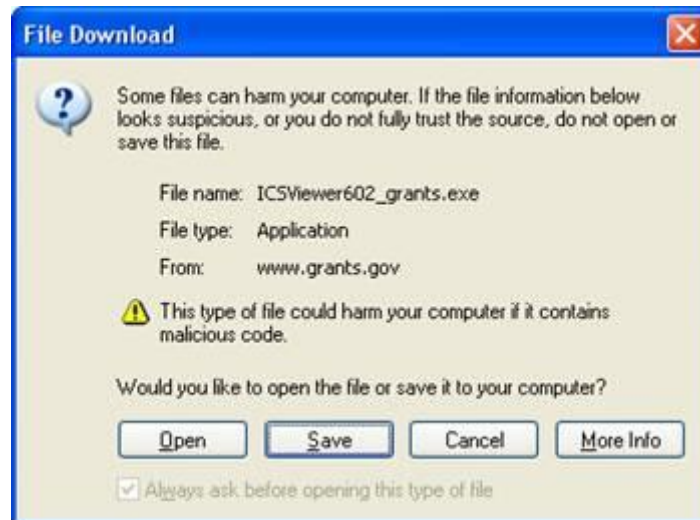 File Download
Some files can harm your computer. If the file information below
looks suspicious, or you do not fully trust the source, do not open or
save this file.
File name: ICSViewer602_grants.exe
File type: Application
From: www.grants.gov
This type of file could harm your computer if it contains
malicious code.
Would you like to open the file or save it to your computer?
Open Save Cancel More Info
Always ask before opening this type of file